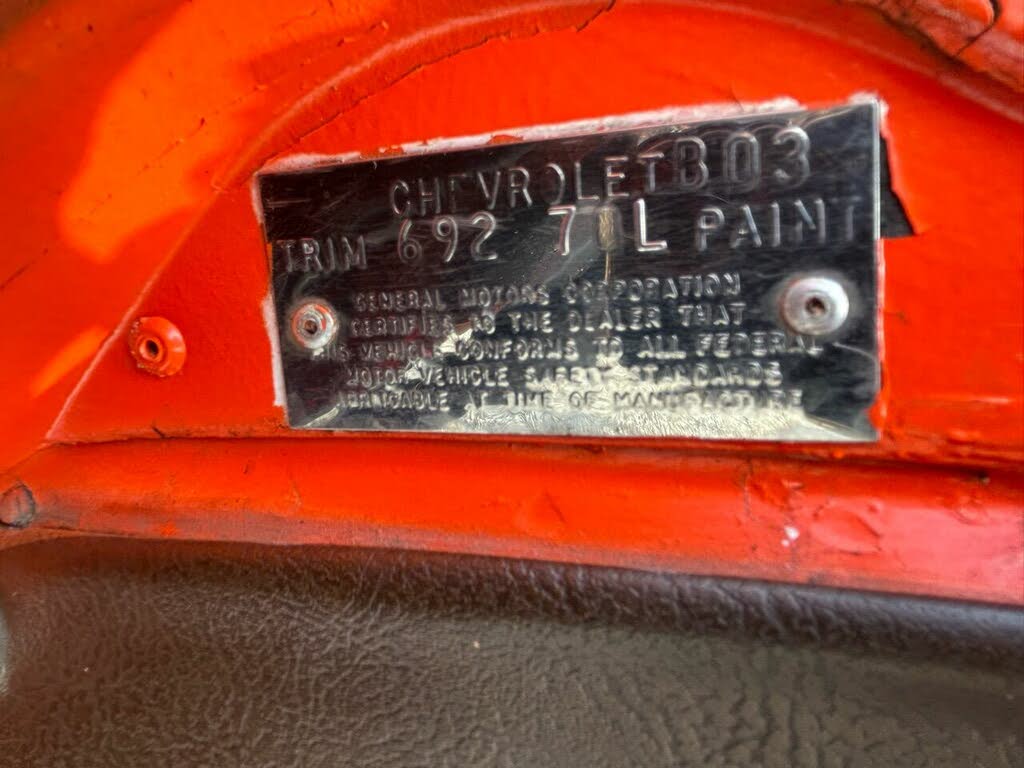 CHEVROLET B03
TRIM 692 70L PAINT
GENERAL MOTORS CORPORATION
CERTIFIES TO THE DEALER THAT
THIS VEHICLE CONFORMS TO ALL FEDERAL
MOTOR VEHICLE SAFETY STANDARDS
APPLICABLE AT TIME OF MANUFACTURE